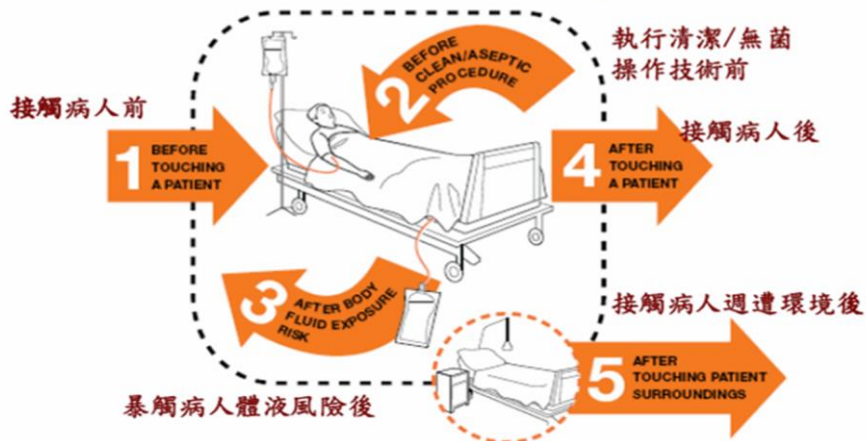 執行清潔/無菌
操作技術前
2 BEFORE
CLEAN/ASEPTIC
PROCEDURE
接觸病人前
1 BEFORE
TOUCHING
A PATIENT
接觸病人後
4 AFTER
TOUCHING
A PATIENT
3 AFTER BODY
FLUID EXPOSURE
RISK
暴觸病人體液風險後
接觸病人週遭環境後
5 AFTER
TOUCHING PATIENT
SURROUNDINGS